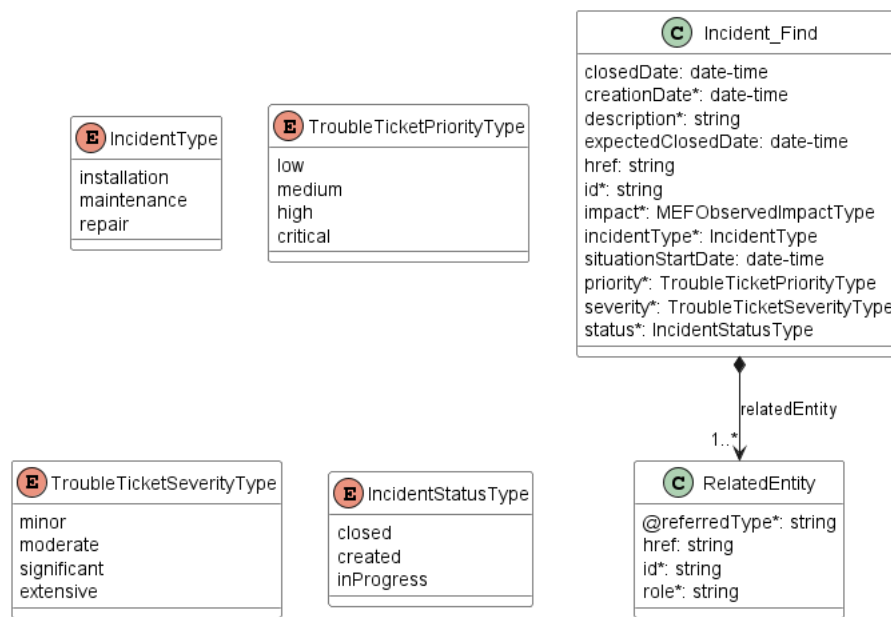 C Incident_Find
closedDate: date-time
creationDate*: date-time
description*: string
expectedClosedDate: date-time
href: string
id*: string
impact*: MEFObservedImpactType
incidentType*: IncidentType
situationStartDate: date-time
priority*: TroubleTicketPriorityType
severity*: TroubleTicketSeverityType
status*: IncidentStatusType
E IncidentType
installation
maintenance
repair
E TroubleTicketPriorityType
low
medium
high
critical
relatedEntity
1..*
E TroubleTicketSeverityType
minor
moderate
significant
extensive
E IncidentStatusType
closed
created
inProgress
C RelatedEntity
@referredType*: string
href: string
id*: string
role*: string